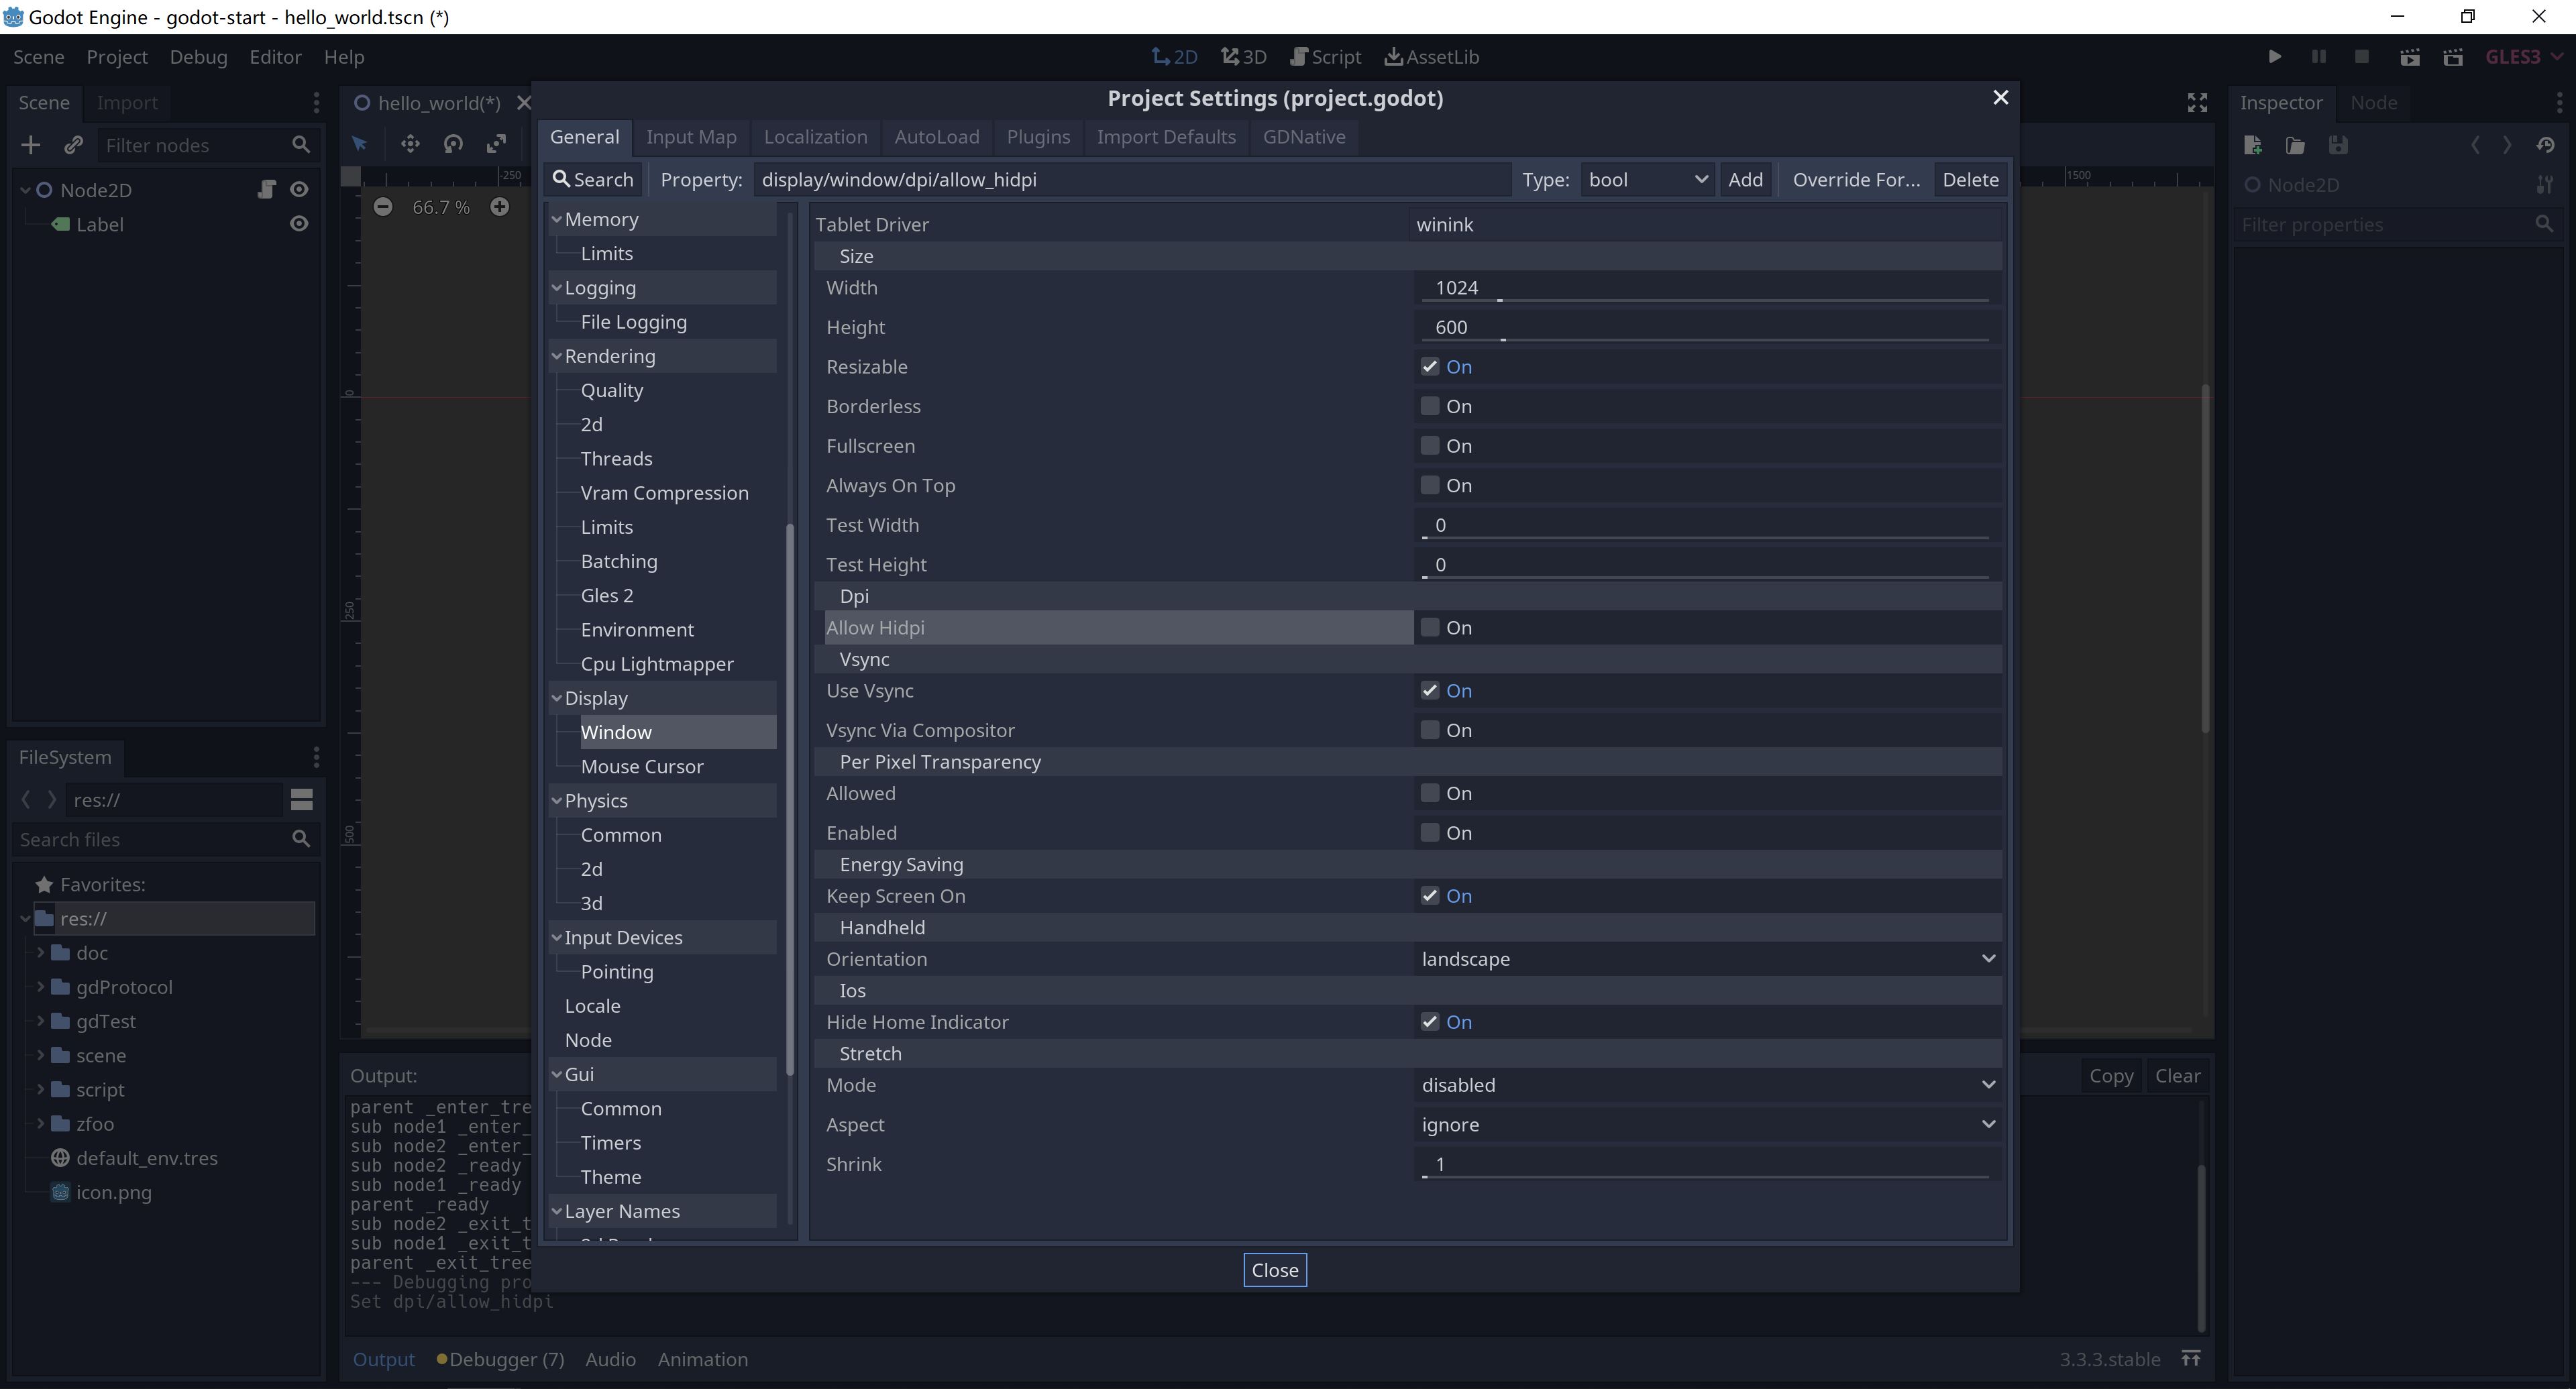 Godot Engine - godot-start - hello_world.tscn (*)
Scene Project Debug Editor Help
2D 3D Script AssetLib
GLES3
Scene Import
Filter nodes
Node2D
Label
FileSystem
res://
Search files
Favorites:
res://
doc
gdProtocol
gdTest
scene
script
zfoo
default_env.tres
icon.png
hello_world(*)
-250
66.7 %
0
250
500
1500
Project Settings (project.godot)
General Input Map Localization AutoLoad Plugins Import Defaults GDNative
Search Property: display/window/dpi/allow_hidpi Type: bool Add Override For... Delete
Memory
Limits
Logging
File Logging
Rendering
Quality
2d
Threads
Vram Compression
Limits
Batching
Gles 2
Environment
Cpu Lightmapper
Display
Window
Mouse Cursor
Physics
Common
2d
3d
Input Devices
Pointing
Locale
Node
Gui
Common
Timers
Theme
Layer Names
Tablet Driver winink
Size
Width 1024
Height 600
Resizable On
Borderless On
Fullscreen On
Always On Top On
Test Width 0
Test Height 0
Dpi
Allow Hidpi On
Vsync
Use Vsync On
Vsync Via Compositor On
Per Pixel Transparency
Allowed On
Enabled On
Energy Saving
Keep Screen On On
Handheld
Orientation landscape
Ios
Hide Home Indicator On
Stretch
Mode disabled
Aspect ignore
Shrink 1
Close
Output:
Copy Clear
parent _enter_tre
sub node1 _enter_
sub node2 _enter_
sub node2 _ready
sub node1 _ready
parent _ready
sub node2 _exit_t
sub node1 _exit_t
parent _exit_tree
--- Debugging pro
Set dpi/allow_hidpi
Output Debugger (7) Audio Animation
3.3.3.stable
Inspector Node
Node2D
Filter properties